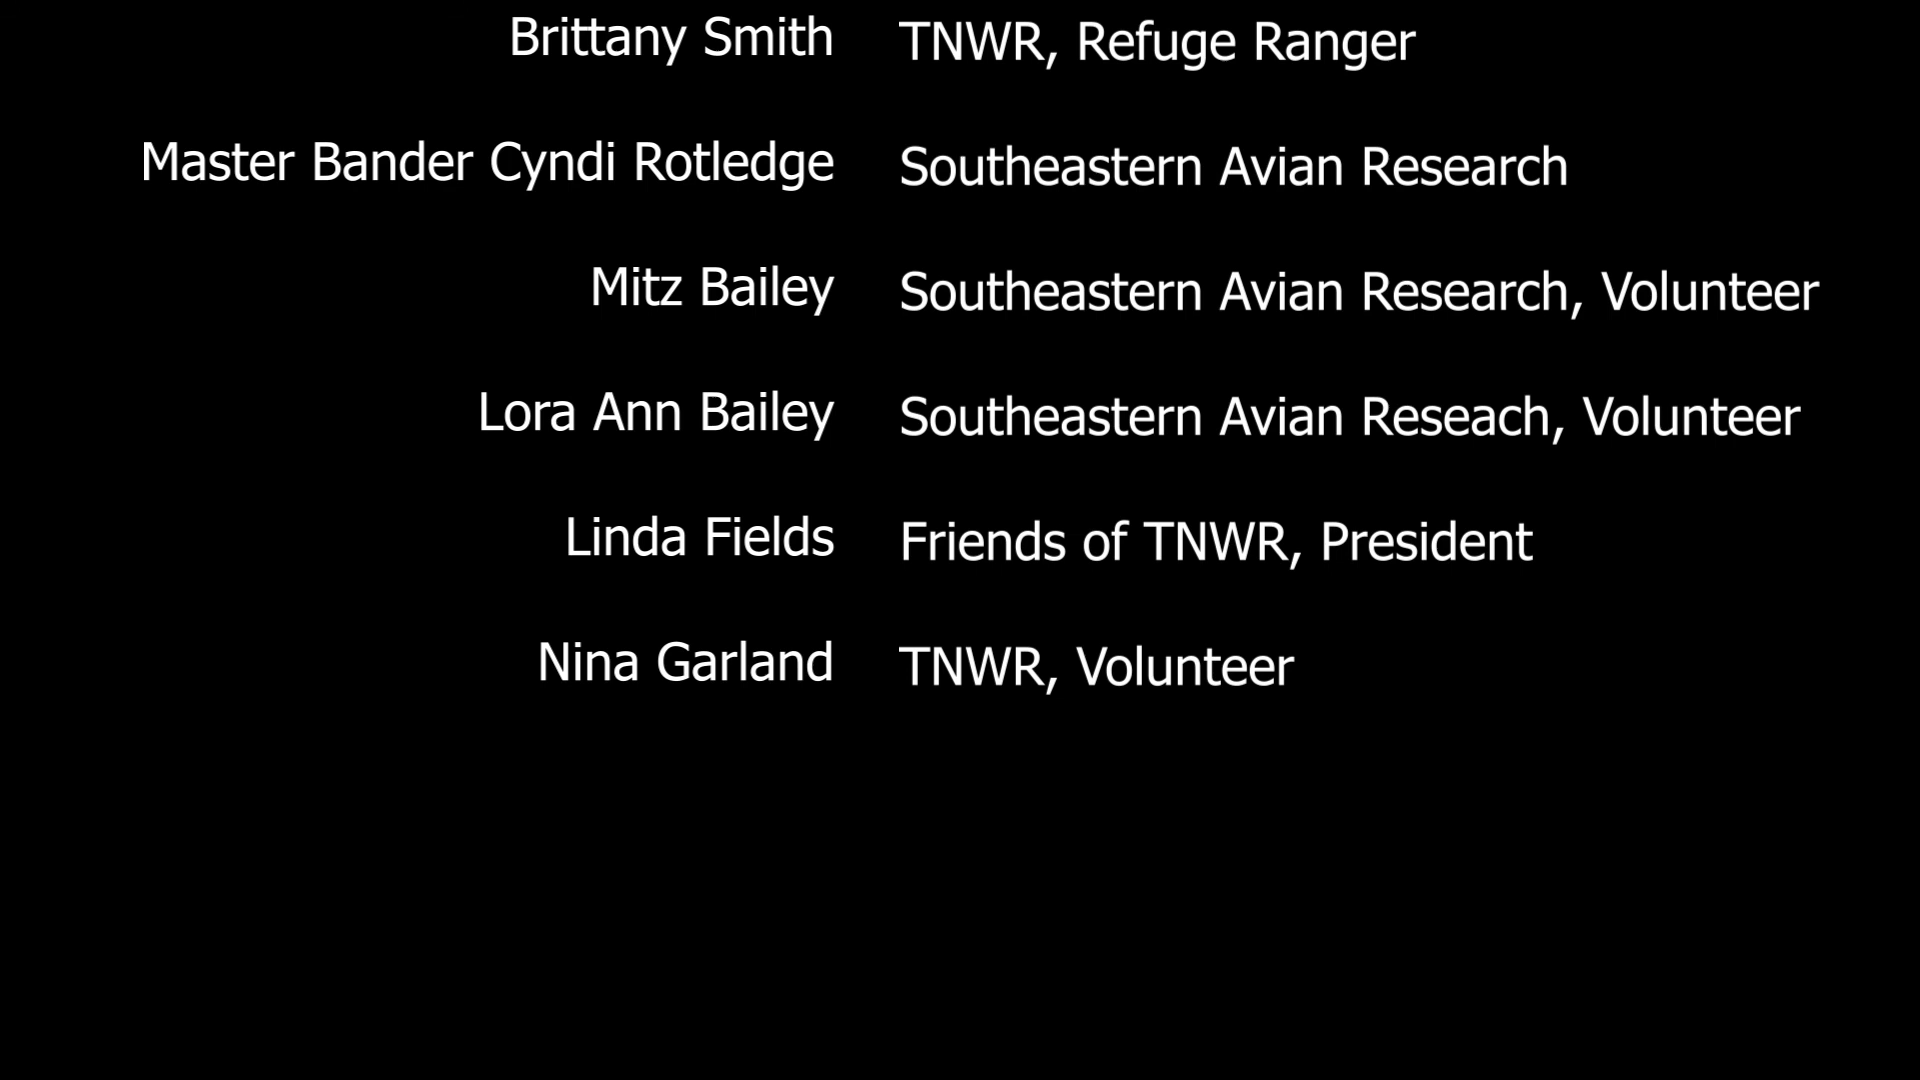 Brittany Smith TNWR, Refuge Ranger
Master Bander Cyndi Rotledge Southeastern Avian Research
Mitz Bailey Southeastern Avian Research, Volunteer
Lora Ann Bailey Southeastern Avian Reseach, Volunteer
Linda Fields Friends of TNWR, President
Nina Garland TNWR, Volunteer